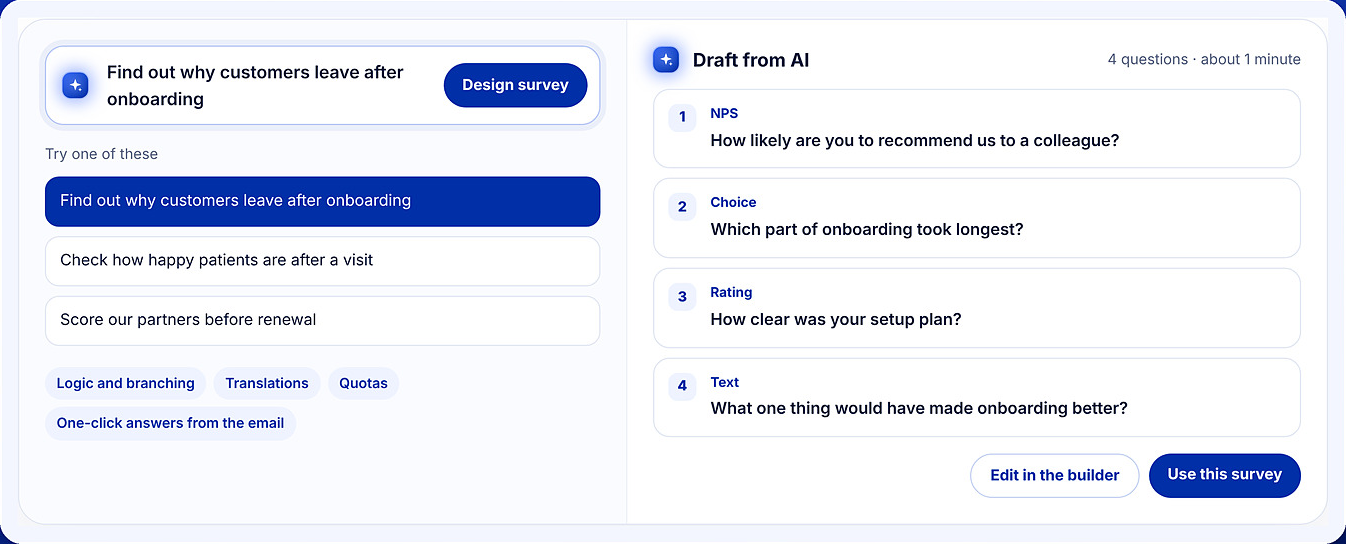 Find out why customers leave after
onboarding
Design survey
Try one of these
Find out why customers leave after onboarding
Check how happy patients are after a visit
Score our partners before renewal
Logic and branching
Translations
Quotas
One-click answers from the email
Draft from AI
4 questions · about 1 minute
1
NPS
How likely are you to recommend us to a colleague?
2
Choice
Which part of onboarding took longest?
3
Rating
How clear was your setup plan?
4
Text
What one thing would have made onboarding better?
Edit in the builder
Use this survey